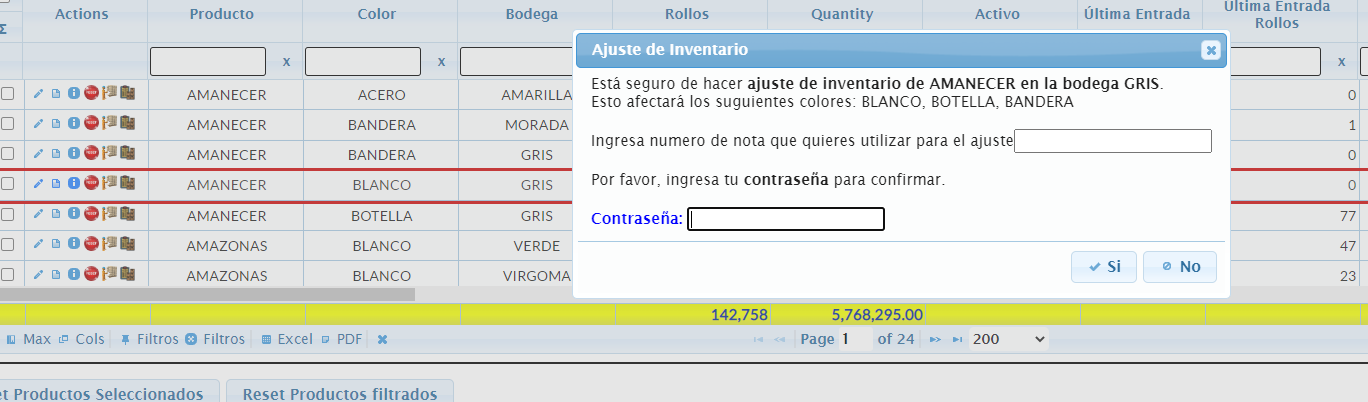 Actions Producto Color Bodega Rollos Quantity Activo Última Entrada Última Entrada Rollos
Σ
x x x
AMANECER ACERO AMARILLA 0
AMANECER BANDERA MORADA 1
AMANECER BANDERA GRIS 0
AMANECER BLANCO GRIS 0
AMANECER BOTELLA GRIS 77
AMAZONAS BLANCO VERDE 47
AMAZONAS BLANCO VIRGOMA 23
Ajuste de Inventario
Está seguro de hacer ajuste de inventario de AMANECER en la bodega GRIS.
Esto afectará los suguientes colores: BLANCO, BOTELLA, BANDERA
Ingresa numero de nota que quieres utilizar para el ajuste
Por favor, ingresa tu contraseña para confirmar.
Contraseña:
Si No
142,758 5,768,295.00
Max Cols Filtros Filtros Excel PDF Page 1 of 24 200
et Productos Seleccionados Reset Productos filtrados